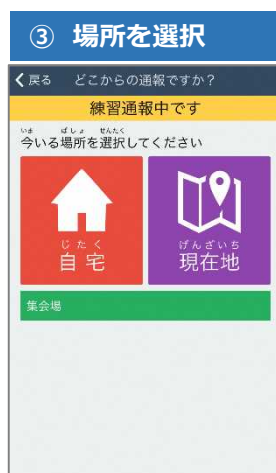 ③ 場所を選択
戻る どこからの通報ですか？
練習通報中です
いま ばしょ せんたく
今いる場所を選択してください
じたく
自宅
げんざいち
現在地
集会場